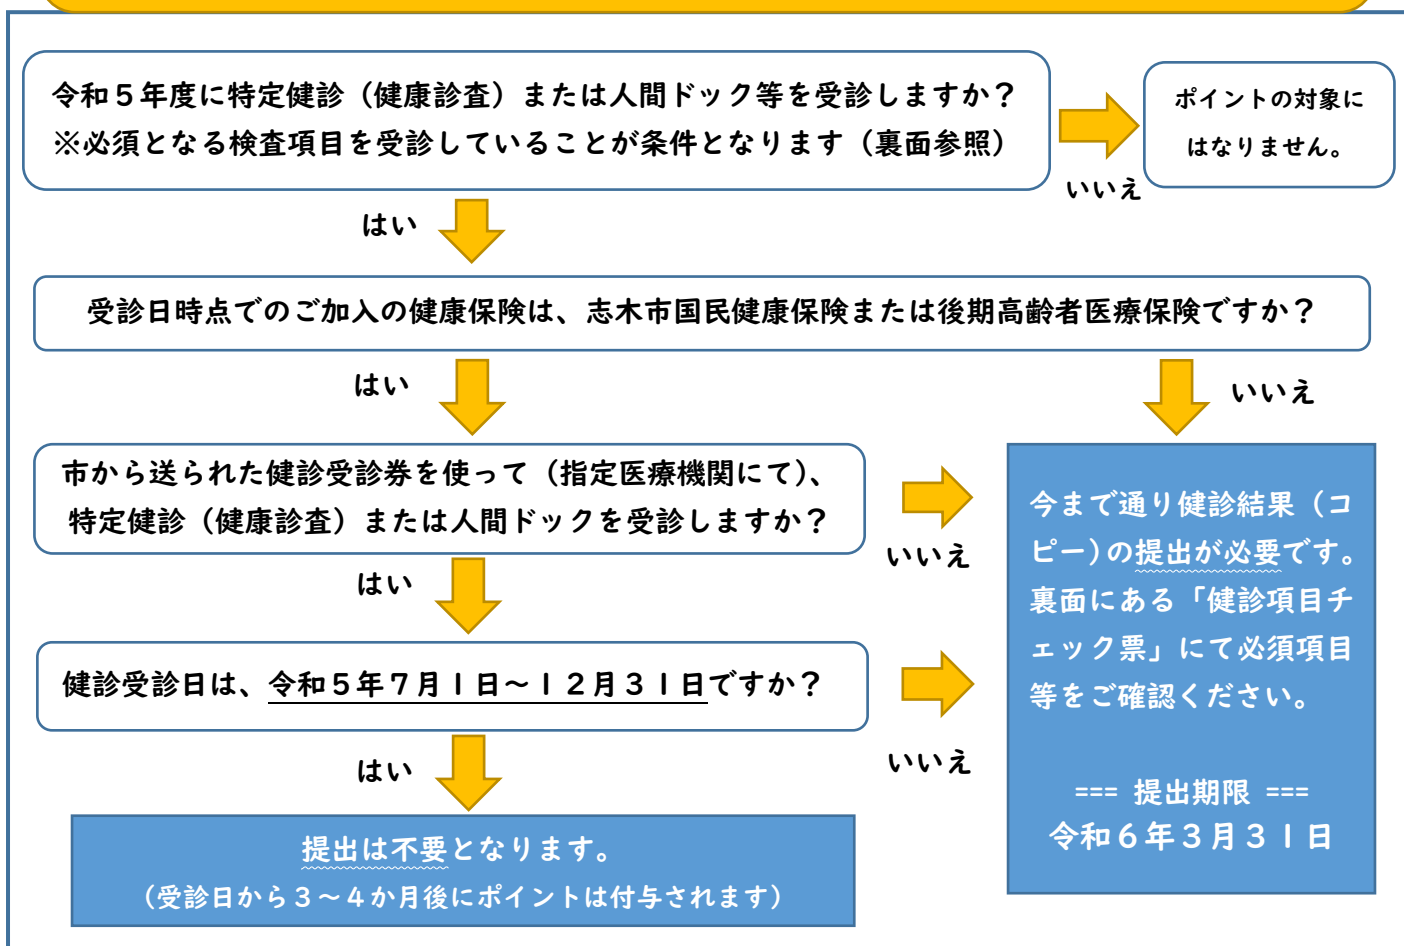 令和５年度に特定健診（健康診査）または人間ドック等を受診しますか？
※必須となる検査項目を受診していることが条件となります（裏面参照）
ポイントの対象に
はなりません。
いいえ
はい
受診日時点でのご加入の健康保険は、志木市国民健康保険または後期高齢者医療保険ですか？
はい
いいえ
市から送られた健診受診券を使って（指定医療機関にて）、
特定健診（健康診査）または人間ドックを受診しますか？
いいえ
はい
健診受診日は、令和５年７月１日～１２月３１日ですか？
いいえ
はい
今まで通り健診結果（コ
ピー）の提出が必要です。
裏面にある「健診項目チ
ェック票」にて必須項目
等をご確認ください。
=== 提出期限 ===
令和６年３月３１日
提出は不要となります。
（受診日から３～４か月後にポイントは付与されます）